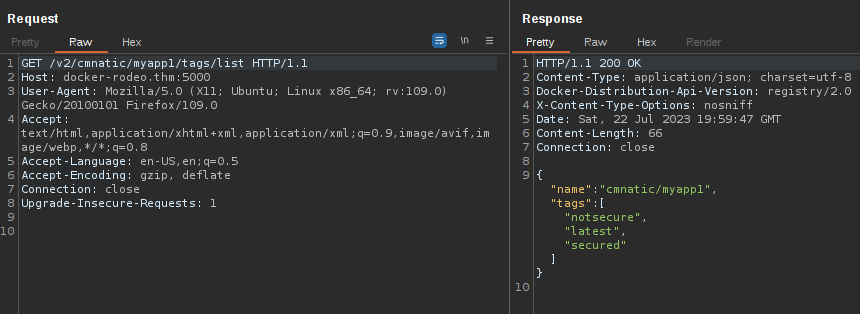 Request
Pretty Raw Hex \n
1 GET /v2/cmnatic/myapp1/tags/list HTTP/1.1
2 Host: docker-rodeo.thm:5000
3 User-Agent: Mozilla/5.0 (X11; Ubuntu; Linux x86_64; rv:109.0)
Gecko/20100101 Firefox/109.0
4 Accept:
text/html,application/xhtml+xml,application/xml;q=0.9,image/avif,im
age/webp,*/*;q=0.8
5 Accept-Language: en-US,en;q=0.5
6 Accept-Encoding: gzip, deflate
7 Connection: close
8 Upgrade-Insecure-Requests: 1
9
10
Response
Pretty Raw Hex Render
1 HTTP/1.1 200 OK
2 Content-Type: application/json; charset=utf-8
3 Docker-Distribution-Api-Version: registry/2.0
4 X-Content-Type-Options: nosniff
5 Date: Sat, 22 Jul 2023 19:59:47 GMT
6 Content-Length: 66
7 Connection: close
8
9 {
"name":"cmnatic/myapp1",
"tags":[
"notsecure",
"latest",
"secured"
]
}
10